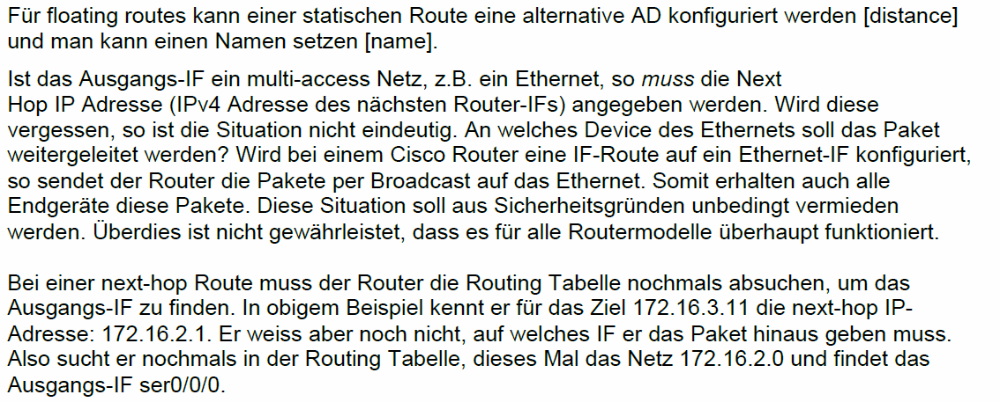 Für floating routes kann einer statischen Route eine alternative AD konfiguriert werden [distance]
und man kann einen Namen setzen [name].
Ist das Ausgangs-IF ein multi-access Netz, z.B. ein Ethernet, so muss die Next
Hop IP Adresse (IPv4 Adresse des nächsten Router-IFs) angegeben werden. Wird diese
vergessen, so ist die Situation nicht eindeutig. An welches Device des Ethernets soll das Paket
weitergeleitet werden? Wird bei einem Cisco Router eine IF-Route auf ein Ethernet-IF konfiguriert,
so sendet der Router die Pakete per Broadcast auf das Ethernet. Somit erhalten auch alle
Endgeräte diese Pakete. Diese Situation soll aus Sicherheitsgründen unbedingt vermieden
werden. Überdies ist nicht gewährleistet, dass es für alle Routermodelle überhaupt funktioniert.
Bei einer next-hop Route muss der Router die Routing Tabelle nochmals absuchen, um das
Ausgangs-IF zu finden. In obigem Beispiel kennt er für das Ziel 172.16.3.11 die next-hop IP-
Adresse: 172.16.2.1. Er weiss aber noch nicht, auf welches IF er das Paket hinaus geben muss.
Also sucht er nochmals in der Routing Tabelle, dieses Mal das Netz 172.16.2.0 und findet das
Ausgangs-IF ser0/0/0.